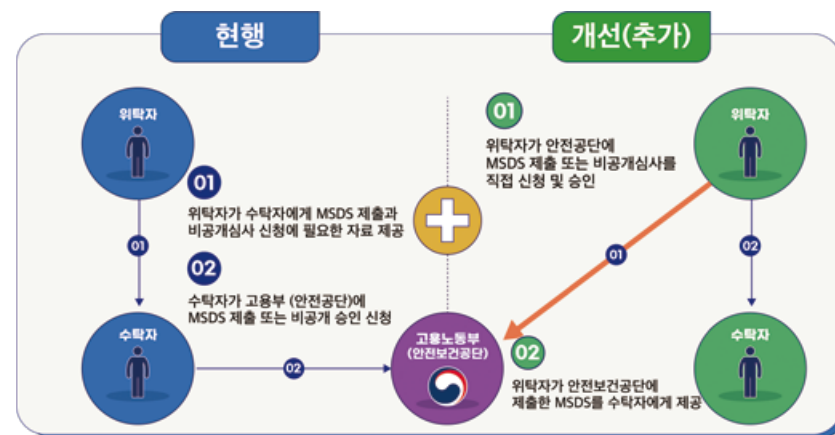 현행
개선(추가)
위탁자
01
위탁자가 수탁자에게 MSDS 제출과
비공개심사 신청에 필요한 자료 제공
01
02
수탁자가 고용부 (안전공단)에
MSDS 제출 또는 비공개 승인 신청
수탁자
02
고용노동부
(안전보건공단)
01
위탁자가 안전공단에
MSDS 제출 또는 비공개심사를
직접 신청 및 승인
위탁자
01
02
02
위탁자가 안전보건공단에
제출한 MSDS를 수탁자에게 제공
수탁자